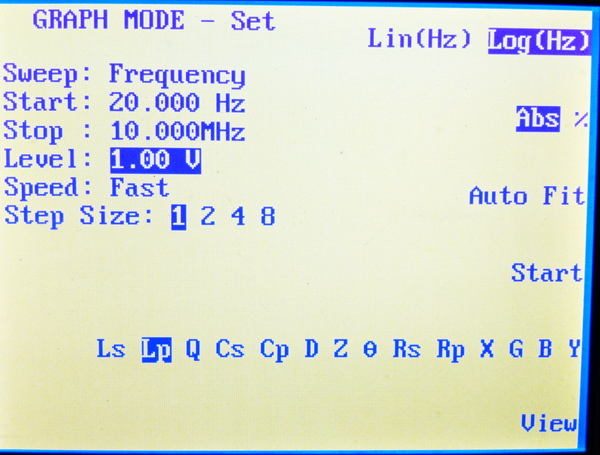 GRAPH MODE - Set
Lin(Hz) Log(Hz)
Sweep: Frequency
Start: 20.000 Hz
Stop : 10.000MHz
Abs %
Level: 1.00 V
Speed: Fast
Auto Fit
Step Size: 1 2 4 8
Start
Ls Lp Q Cs Cp D Z θ Rs Rp X G B Y
View